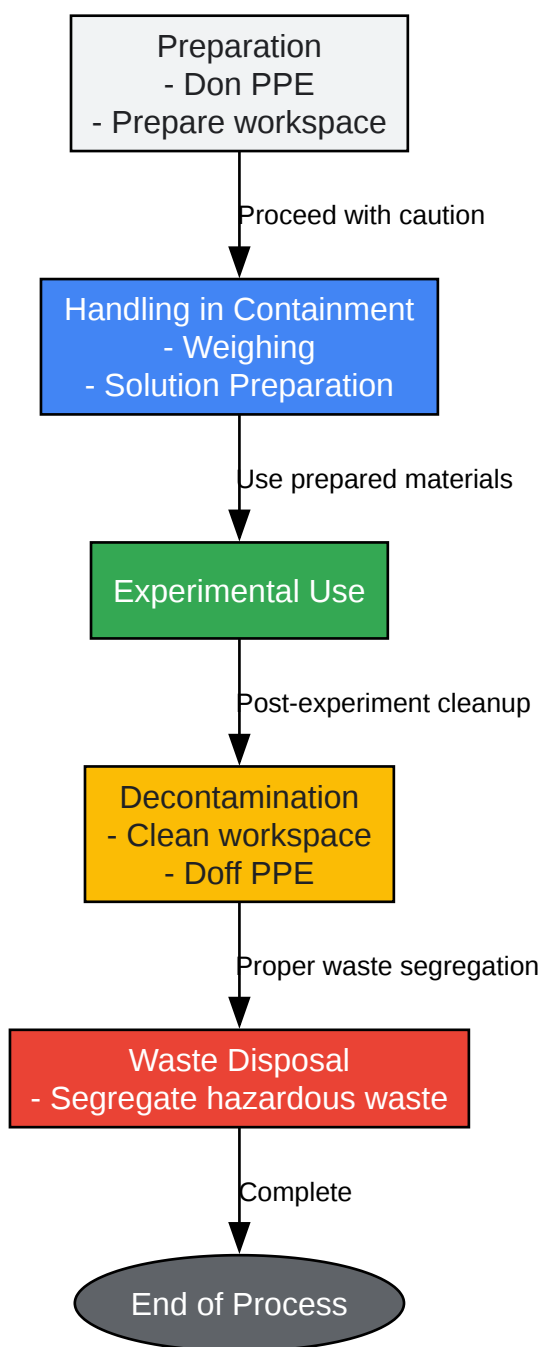 Preparation
- Don PPE
- Prepare workspace
Proceed with caution
Handling in Containment
- Weighing
- Solution Preparation
Use prepared materials
Experimental Use
Post-experiment cleanup
Decontamination
- Clean workspace
- Doff PPE
Proper waste segregation
Waste Disposal
- Segregate hazardous waste
Complete
End of Process